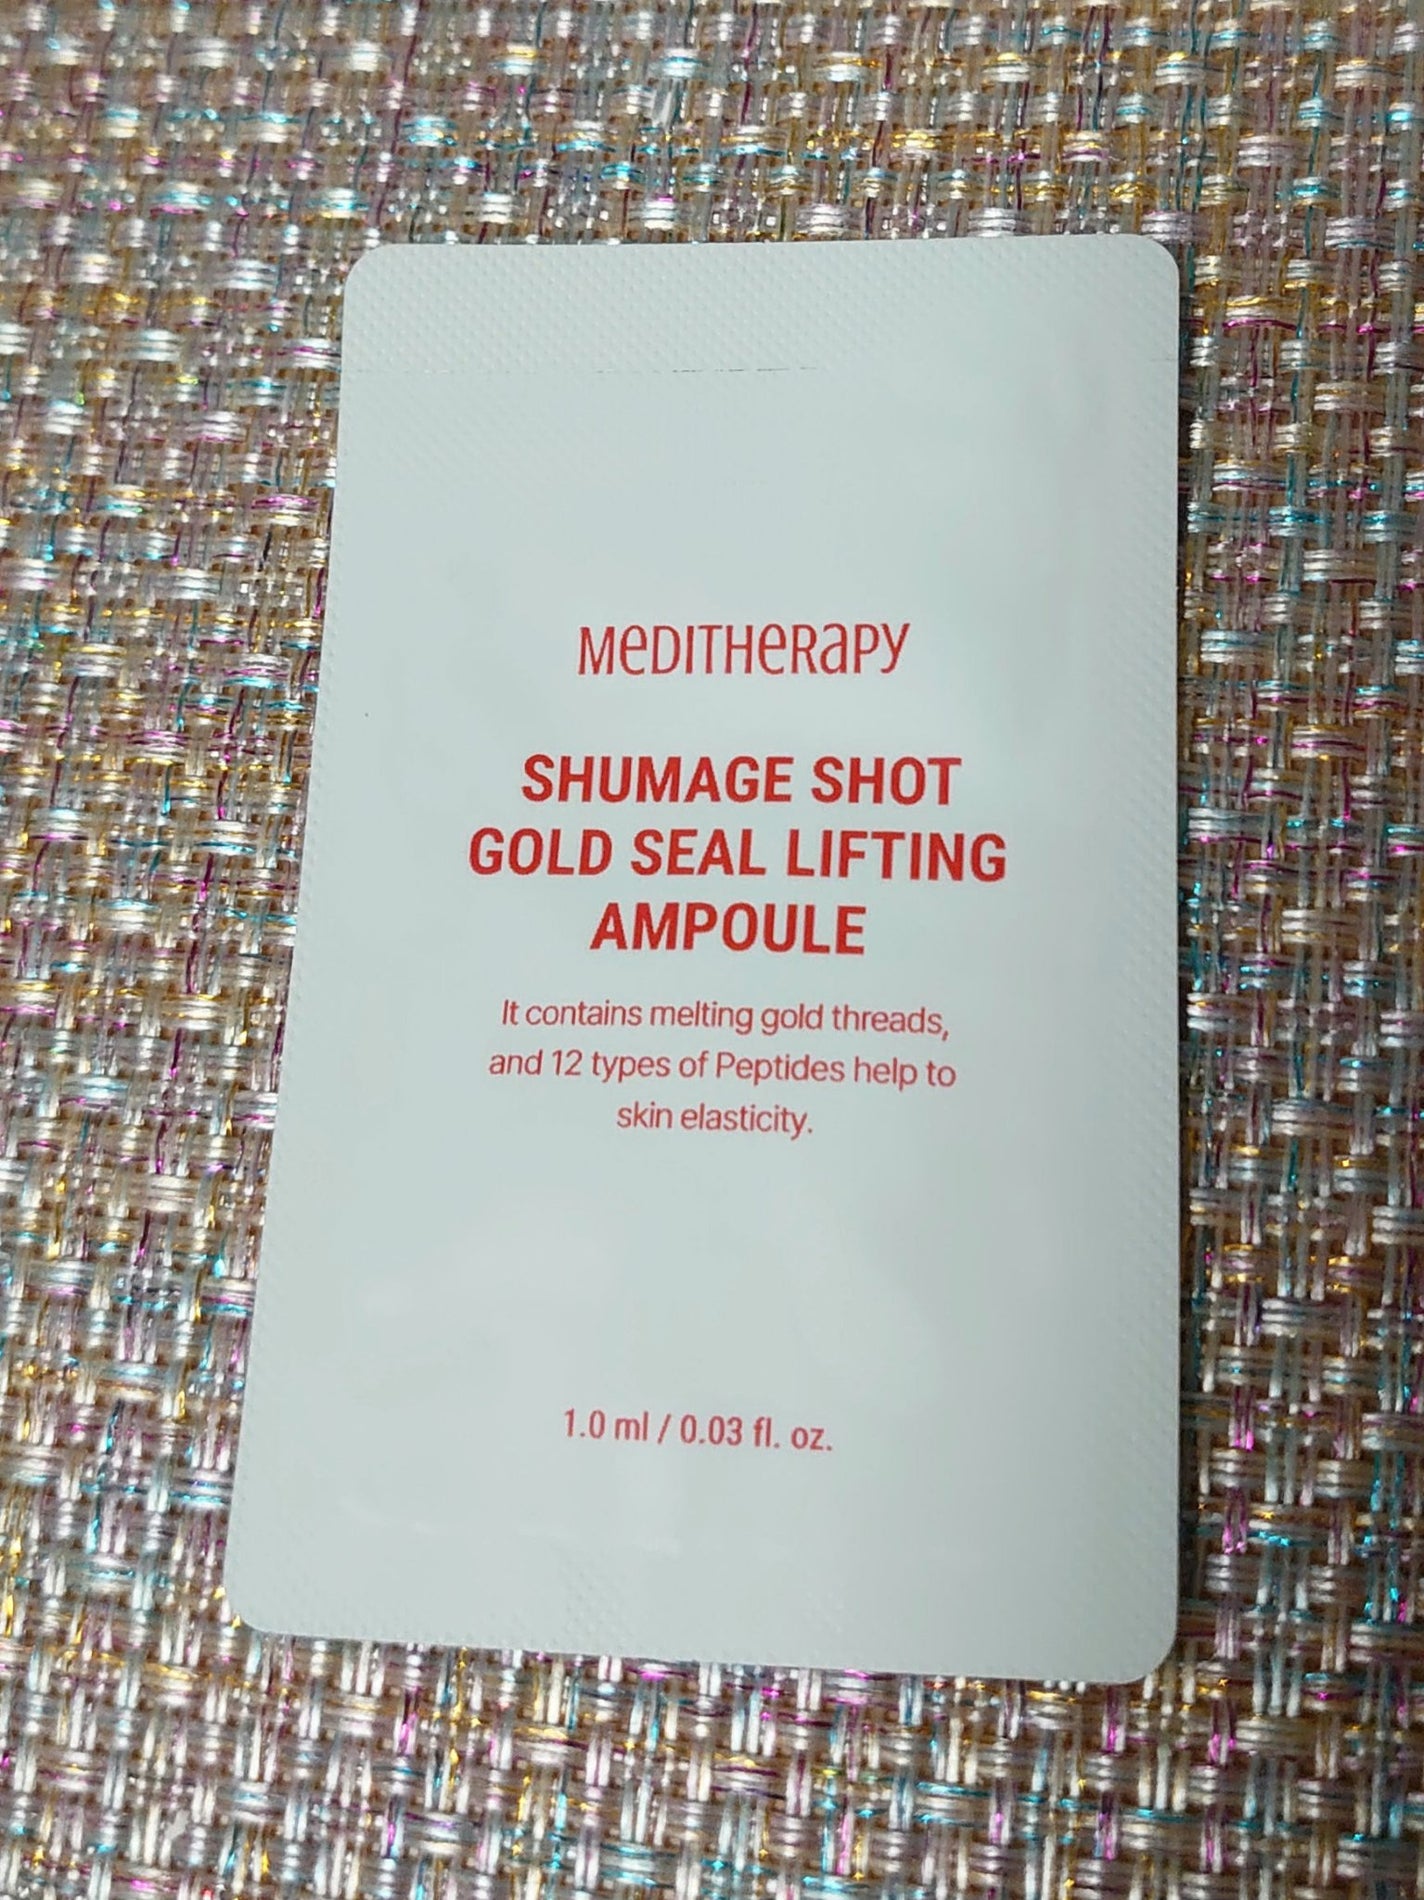 MeDITHeRaPY
SHUMAGE SHOT
GOLD SEAL LIFTING
AMPOULE
It contains melting gold threads,
and 12 types of Peptides help to
skin elasticity.
1.0 ml / 0.03 fl. oz.